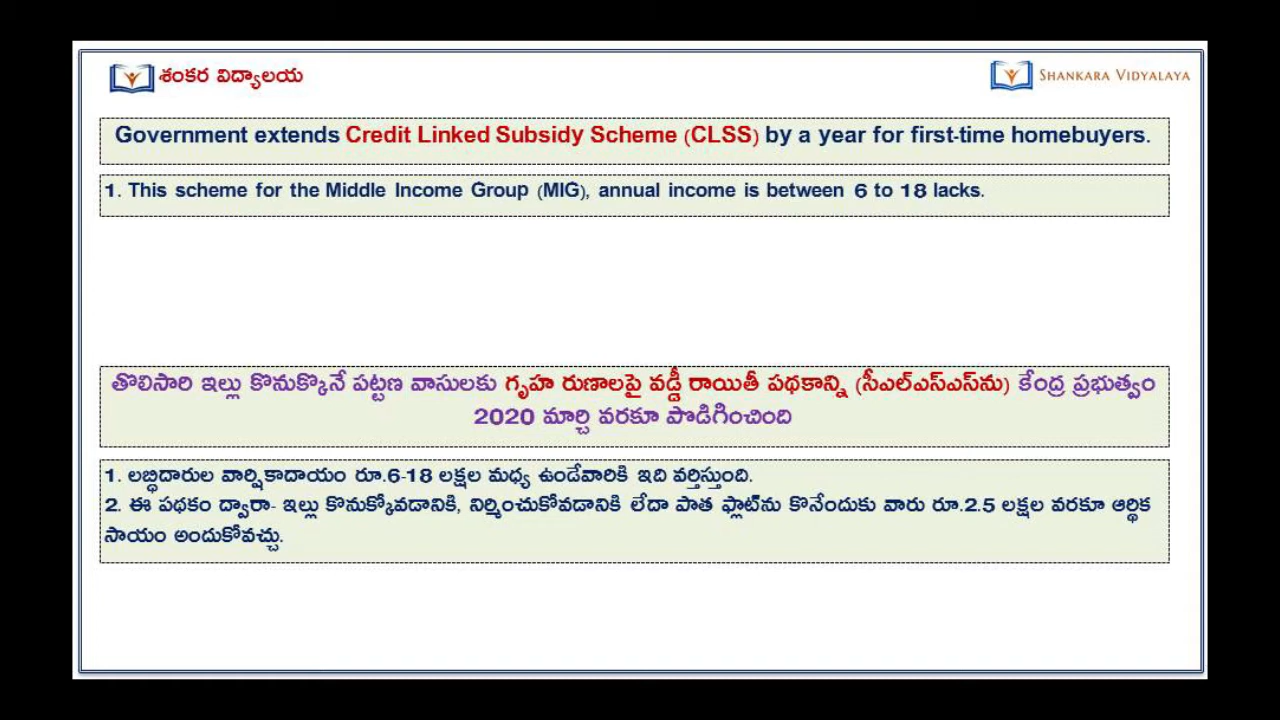 శంకర విద్యాలయ
SHANKARA VIDYALAYA
Government extends Credit Linked Subsidy Scheme (CLSS) by a year for first-time homebuyers.
1. This scheme for the Middle Income Group (MIG), annual income is between 6 to 18 lacks.
తొలిసారి ఇల్లు కొనుక్కొనే పట్టణ వాసులకు గృహ రుణాలపై వడ్డీ రాయితీ పథకాన్ని (సీఎల్ఎస్ఎస్‌ను) కేంద్ర ప్రభుత్వం
2020 మార్చి వరకూ పొడిగించింది
1. లబ్ధిదారుల వార్షికాదాయం రూ.6-18 లక్షల మధ్య ఉండేవారికి ఇది వర్తిస్తుంది.
2. ఈ పథకం ద్వారా- ఇల్లు కొనుక్కోవడానికి, నిర్మించుకోవడానికి లేదా పాత ఫ్లాట్‌ను కొనేందుకు వారు రూ.2.5 లక్షల వరకూ ఆర్థిక
సాయం అందుకోవచ్చు.